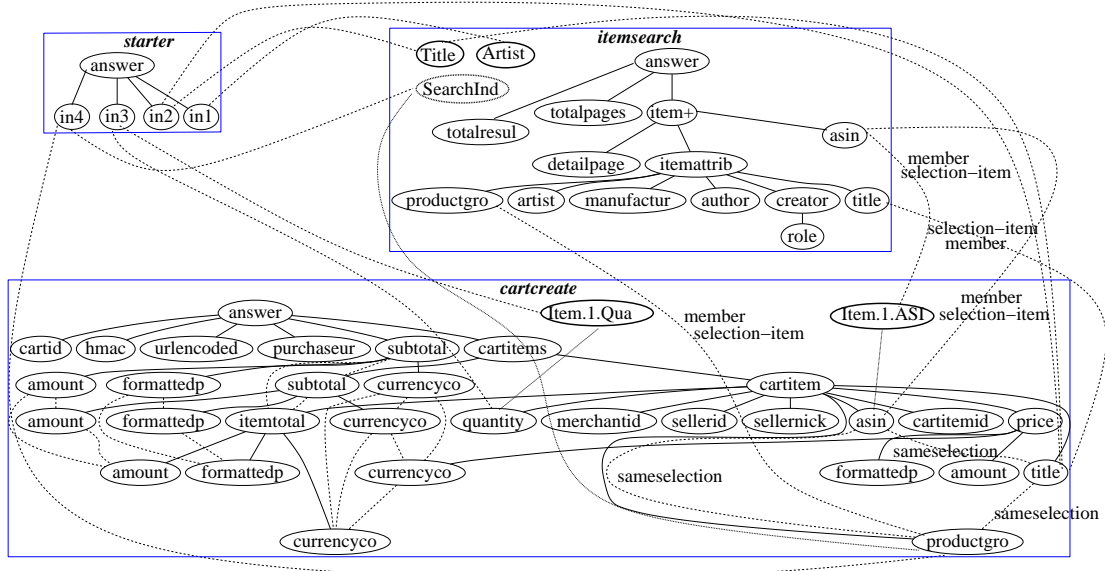 starter
answer
in4 in3 in2 in1
itemsearch
Title Artist
SearchInd
answer
totalresul totalpages item+
asin
detailpage itemattrib
productgro artist manufactur author creator title
role
member
selection−item
selection−item
member
member
selection−item
member
selection−item
cartcreate
answer Item.1.Qua Item.1.ASI
cartid hmac urlencoded purchaseur subtotal cartitems
amount formattedp subtotal currencyco cartitem
amount formattedp itemtotal currencyco quantity merchantid sellerid sellernick asin cartitemid price
amount formattedp currencyco formattedp amount title
sameselection
sameselection
sameselection
currencyco productgro